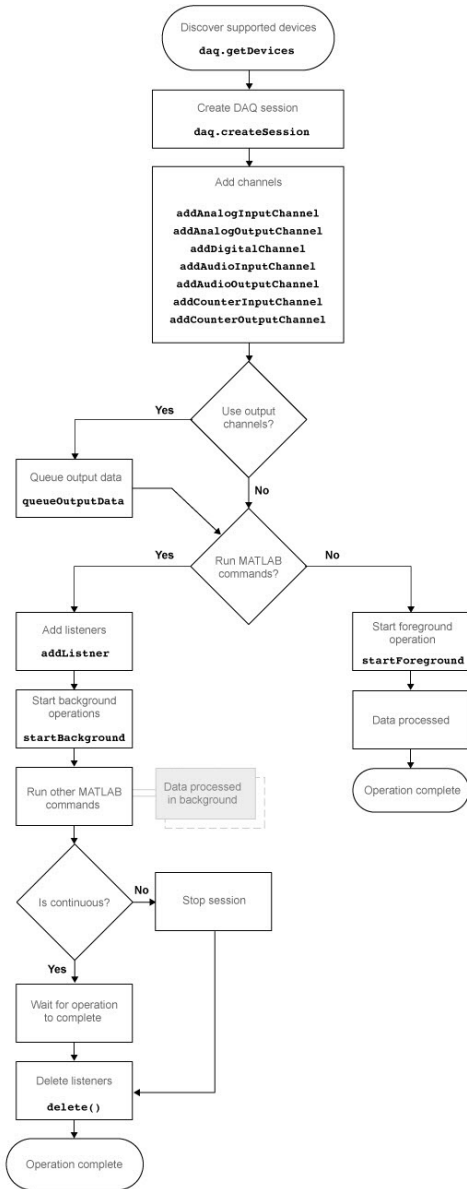 Discover supported devices
daq.getDevices
Create DAQ session
daq.createSession
Add channels
addAnalogInputChannel
addAnalogOutputChannel
addDigitalChannel
addAudioInputChannel
addAudioOutputChannel
addCounterInputChannel
addCounterOutputChannel
Yes
Use output
channels?
Queue output data
queueOutputData
No
Yes
Run MATLAB
commands?
No
Add listeners
addListner
Start foreground
operation
startForeground
Start background
operations
startBackground
Data processed
Run other MATLAB
commands
Data processed
in background
Operation complete
Is continuous?
No
Stop session
Yes
Wait for operation
to complete
Delete listeners
delete()
Operation complete